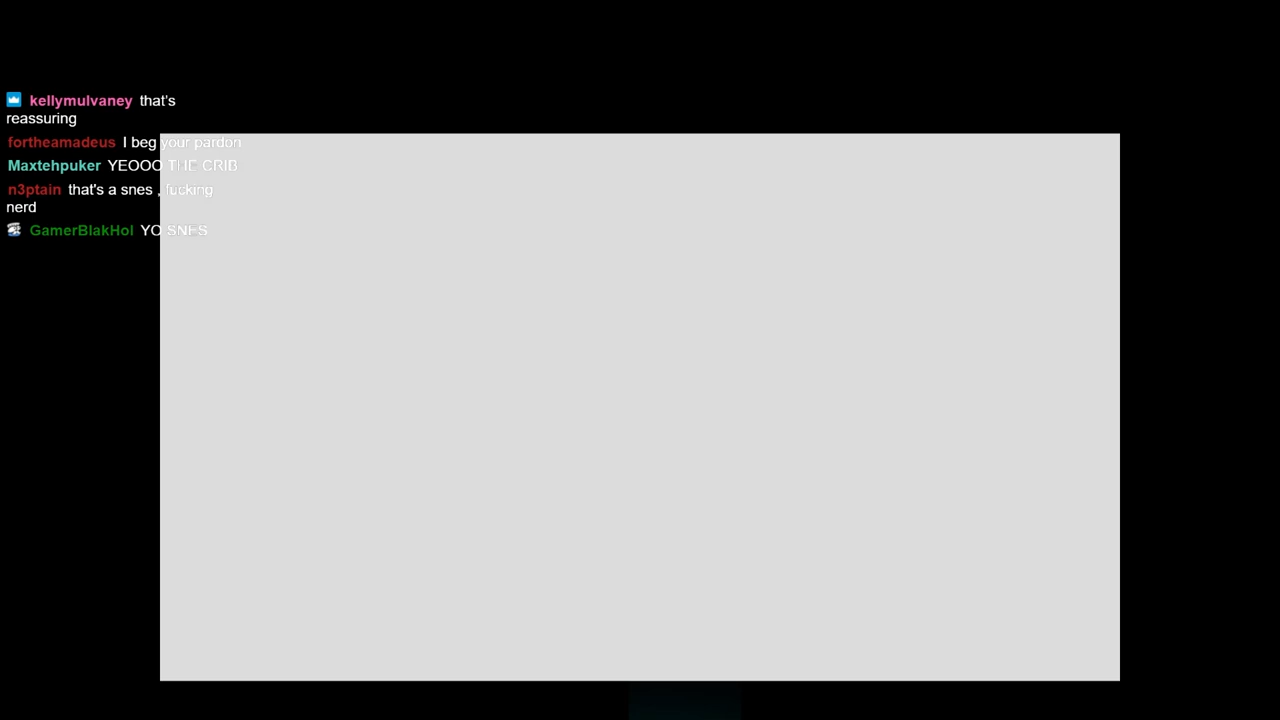 kellymulvaney that's
reassuring
fortheamadeus I beg your pardon
Maxtehpuker YEOOO THE CRIB
n3ptain that's a snes , fucking
nerd
GamerBlakHol YO SNES